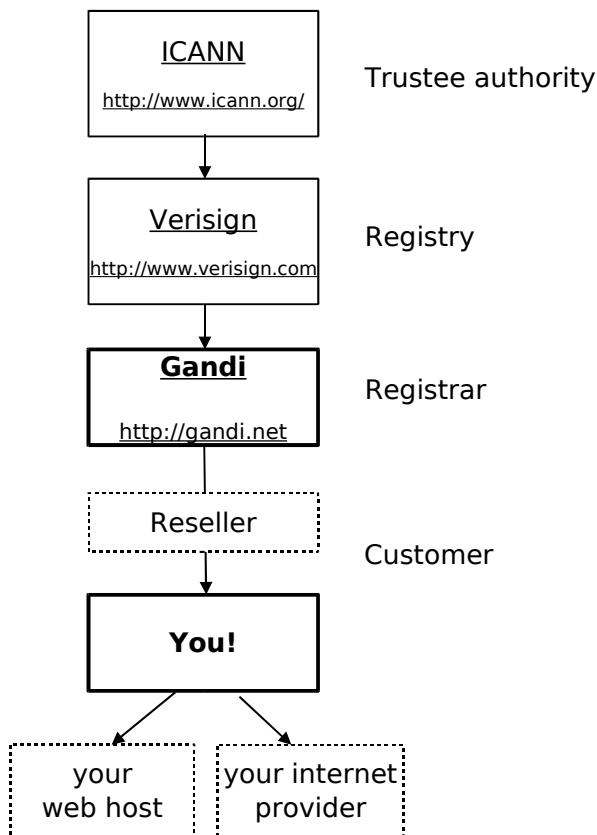 ICANN
http://www.icann.org/
Trustee authority
Verisign
http://www.verisign.com
Registry
Gandi
http://gandi.net
Registrar
Reseller
Customer
You!
your
web host
your internet
provider